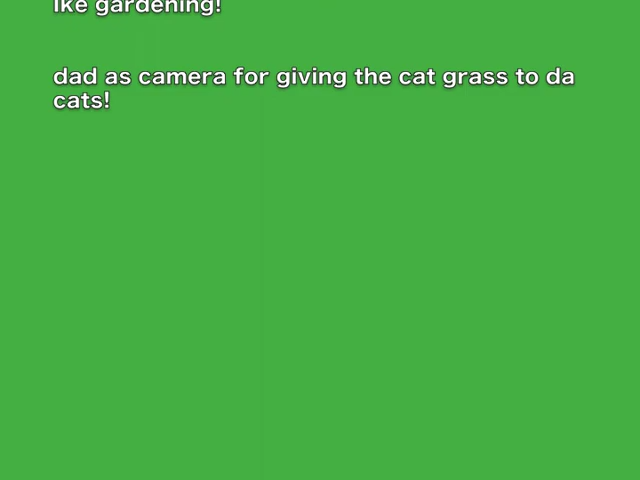 lke gardening!
dad as camera for giving the cat grass to da
cats!